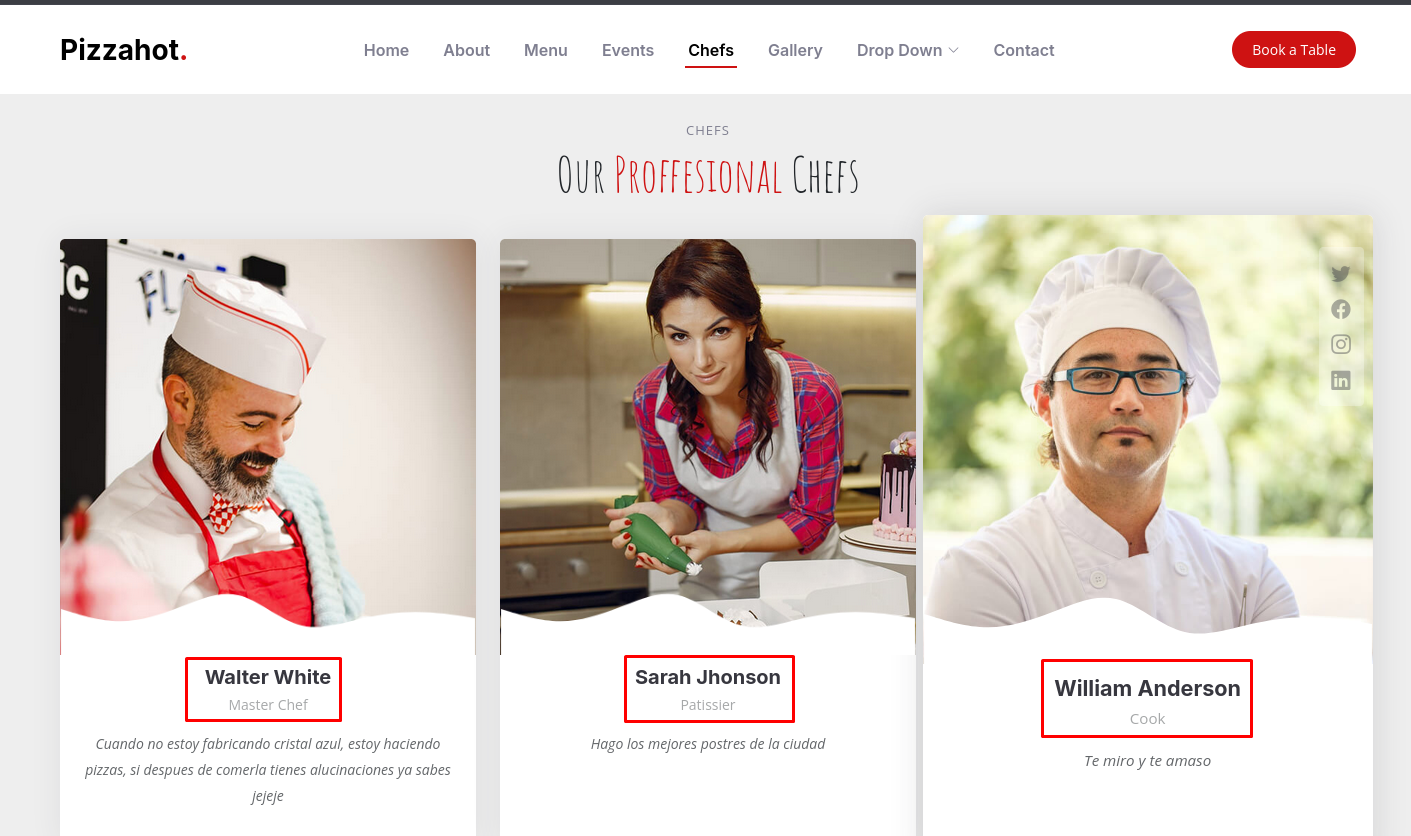 Pizzahot.
Home About Menu Events Chefs Gallery Drop Down Contact
Book a Table
CHEFS
Our Proffesional Chefs
ic
FL
Walter White
Master Chef
Cuando no estoy fabricando cristal azul, estoy haciendo
pizzas, si despues de comerla tienes alucinaciones ya sabes
jejeje
Sarah Jhonson
Patissier
Hago los mejores postres de la ciudad
William Anderson
Cook
Te miro y te amaso